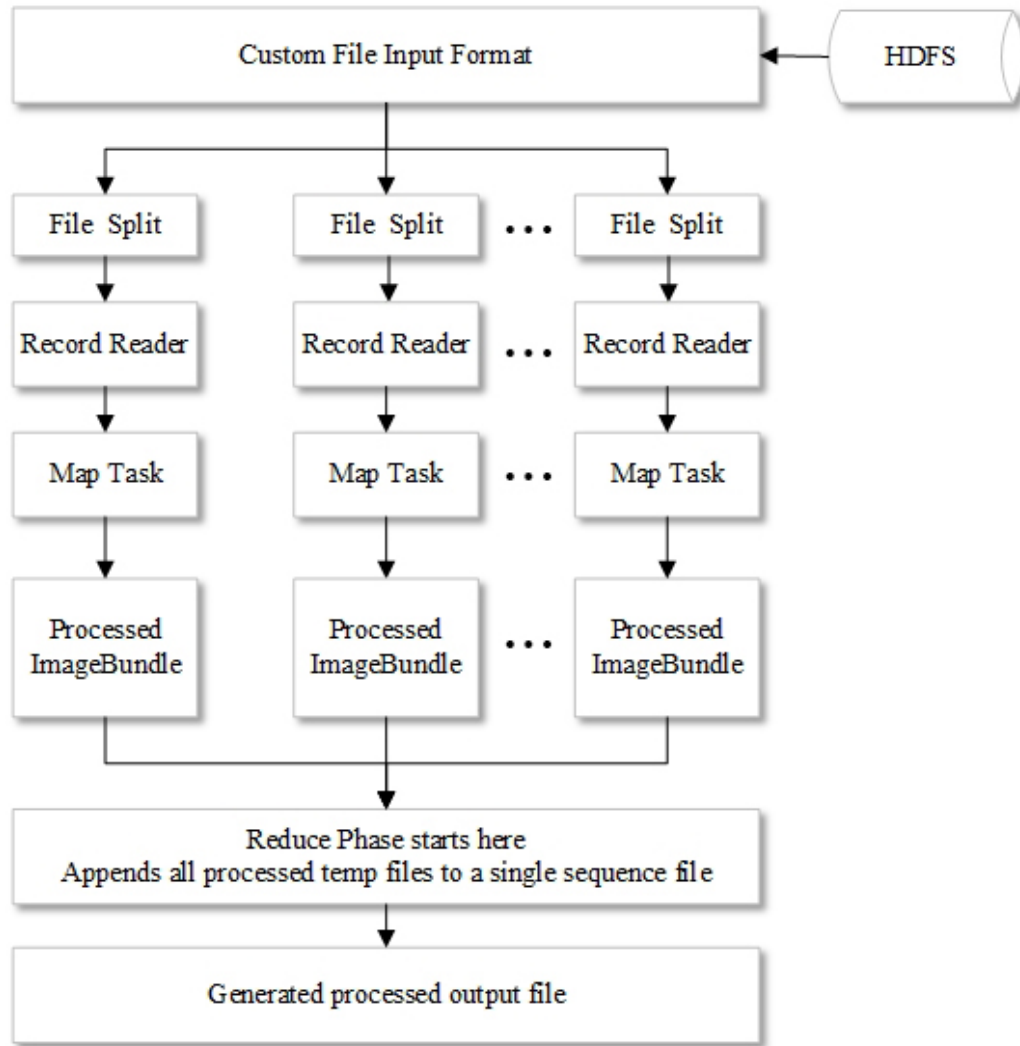 Custom File Input Format
HDFS
File Split
File Split
...
File Split
Record Reader
Record Reader
...
Record Reader
Map Task
Map Task
...
Map Task
Processed
ImageBundle
Processed
ImageBundle
...
Processed
ImageBundle
Reduce Phase starts here
Appends all processed temp files to a single sequence file
Generated processed output file